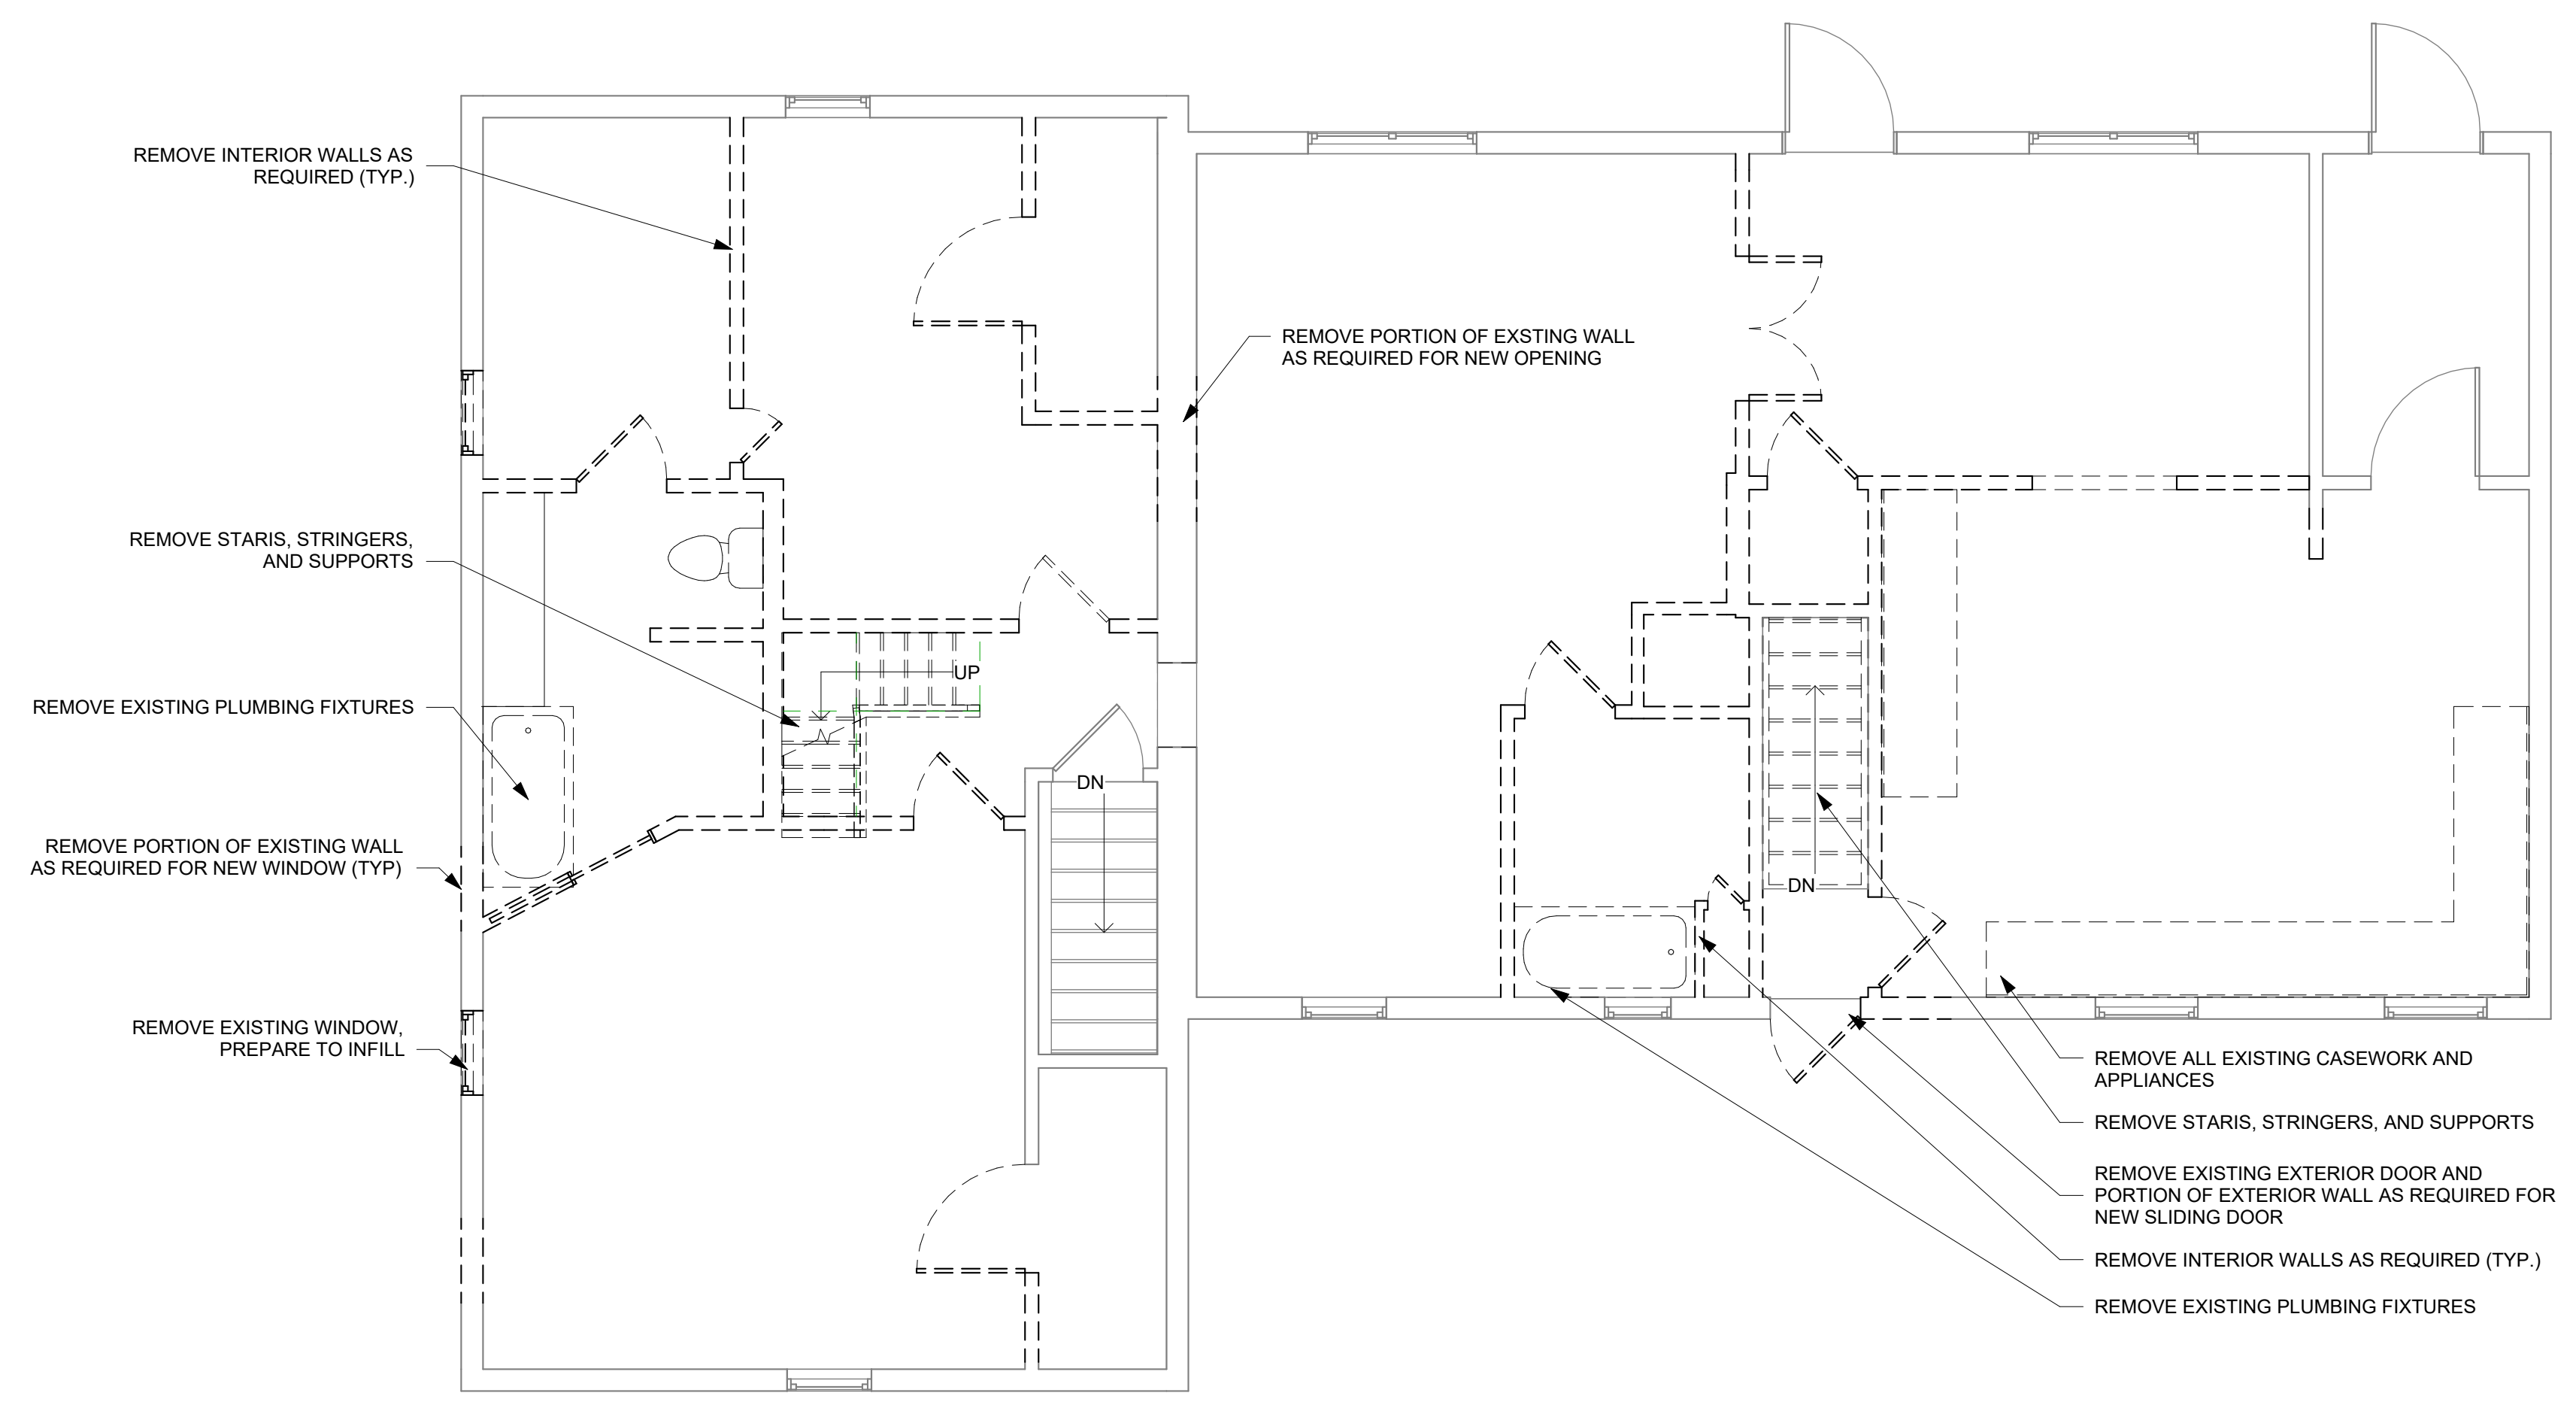 REMOVE INTERIOR WALLS AS
REQUIRED (TYP.)
REMOVE PORTION OF EXSTING WALL
AS REQUIRED FOR NEW OPENING
REMOVE STARIS, STRINGERS,
AND SUPPORTS
UP
REMOVE EXISTING PLUMBING FIXTURES
DN
REMOVE PORTION OF EXISTING WALL
AS REQUIRED FOR NEW WINDOW (TYP)
DN
REMOVE EXISTING WINDOW,
PREPARE TO INFILL
REMOVE ALL EXISTING CASEWORK AND
APPLIANCES
REMOVE STARIS, STRINGERS, AND SUPPORTS
REMOVE EXISTING EXTERIOR DOOR AND
PORTION OF EXTERIOR WALL AS REQUIRED FOR
NEW SLIDING DOOR
REMOVE INTERIOR WALLS AS REQUIRED (TYP.)
REMOVE EXISTING PLUMBING FIXTURES